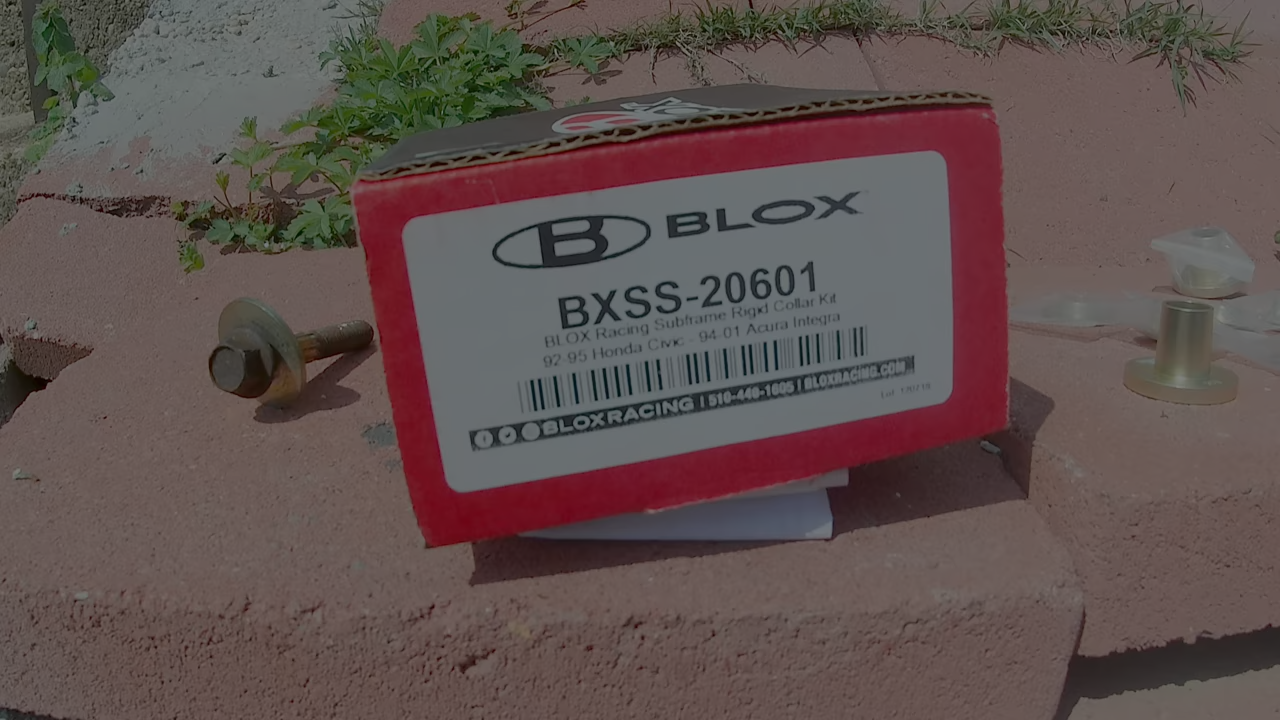 B BLOX
BXSS-20601
BLOX Racing Subframe Rigid Collar Kit
92-95 Honda Civic - 94-01 Acura Integra
BLOXRACING | 510-440-1605 | BLOXRACING.COM
Lot